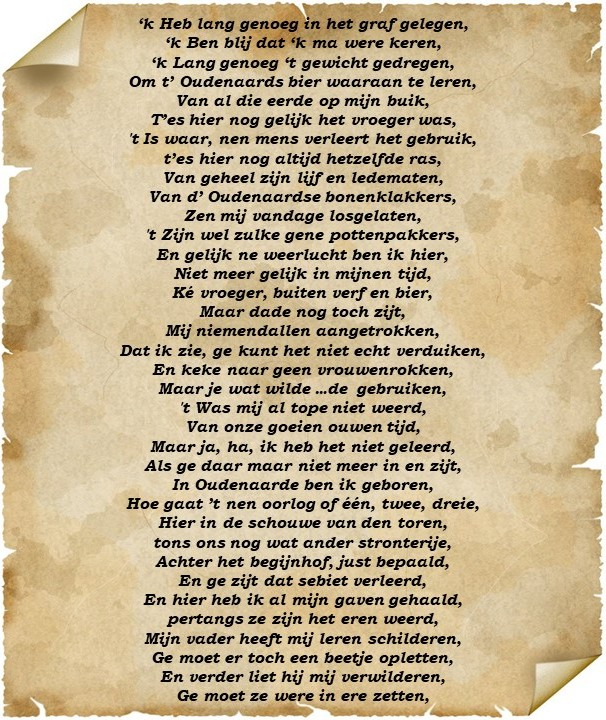 ‘k Heb lang genoeg in het graf gelegen,
‘k Ben blij dat ‘k ma were keren,
‘k Lang genoeg ‘t gewicht gedregen,
Om t’ Oudenaards bier waaraan te leren,
Van al die eerde op mijn buik,
T’es hier nog gelijk het vroeger was,
't Is waar, nen mens verleert het gebruik,
t’es hier nog altijd hetzelfde ras,
Van geheel zijn lijf en ledematen,
Van d’ Oudenaardse bonenklakkers,
Zen mij vandage losgelaten,
't Zijn wel zulke gene pottenpakkers,
En gelijk ne weerlucht ben ik hier,
Niet meer gelijk in mijnen tijd,
Ké vroeger, buiten verf en bier,
Maar dade nog toch zijt,
Mij niemendallen aangetrokken,
Dat ik zie, ge kunt het niet echt verduiken,
En keke naar geen vrouwenrokken,
Maar je wat wilde ...de gebruiken,
't Was mij al tope niet weerd,
Van onze goeien ouwen tijd,
Maar ja, ha, ik heb het niet geleerd,
Als ge daar maar niet meer in en zijt,
In Oudenaarde ben ik geboren,
Hoe gaat ’t nen oorlog of één, twee, dreie,
Hier in de schouwe van den toren,
tons ons nog wat ander stronterije,
Achter het begijnhof, just bepaald,
En ge zijt dat sebiet verleerd,
En hier heb ik al mijn gaven gehaald,
pertangs ze zijn het eren weerd,
Mijn vader heeft mij leren schilderen,
Ge moet er toch een beetje opletten,
En verder liet hij mij verwilderen,
Ge moet ze were in ere zetten,